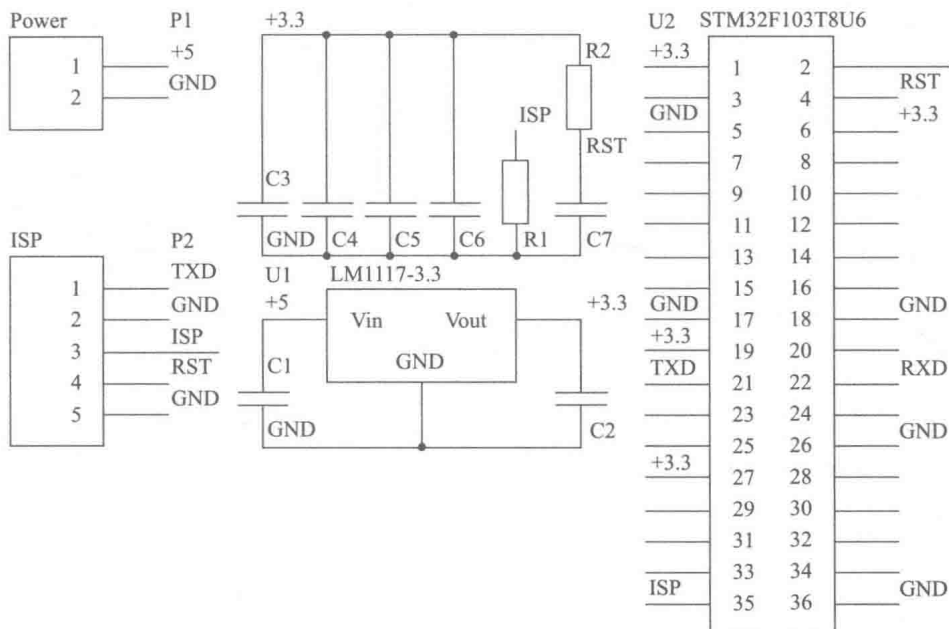 Power P1
+5
1
GND
2
ISP P2
TXD
1
GND
2
ISP
3
RST
4
GND
5
+3.3
R2
ISP
RST
C3
GND C4 C5 C6 R1 C7
U1 LM1117-3.3
+5 +3.3
Vin Vout
GND
C1
GND C2
U2 STM32F103T8U6
+3.3
1 2
RST
3 4
GND +3.3
5 6
7 8
9 10
11 12
13 14
15 16
GND GND
17 18
+3.3
19 20
TXD RXD
21 22
23 24
GND
25 26
+3.3
27 28
29 30
31 32
33 34
ISP GND
35 36